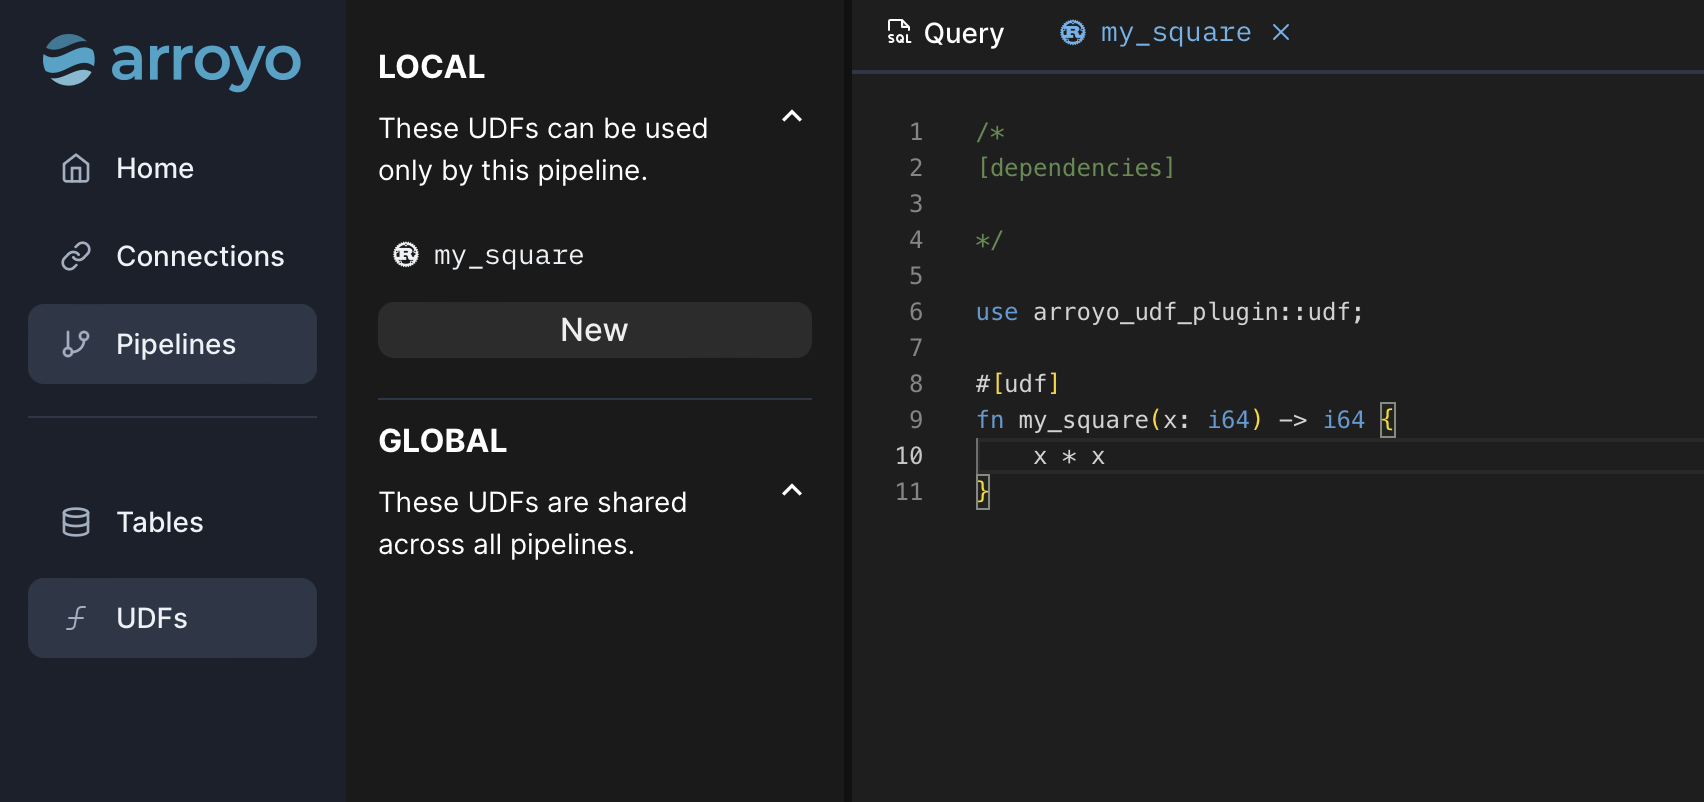 arroyo
Home
Connections
Pipelines
Tables
UDFs
LOCAL
These UDFs can be used
only by this pipeline.
my_square
New
GLOBAL
These UDFs are shared
across all pipelines.
SQL Query
my_square
1 /*
2 [dependencies]
3
4 */
5
6 use arroyo_udf_plugin::udf;
7
8 #[udf]
9 fn my_square(x: i64) -> i64 {
10     x * x
11 }